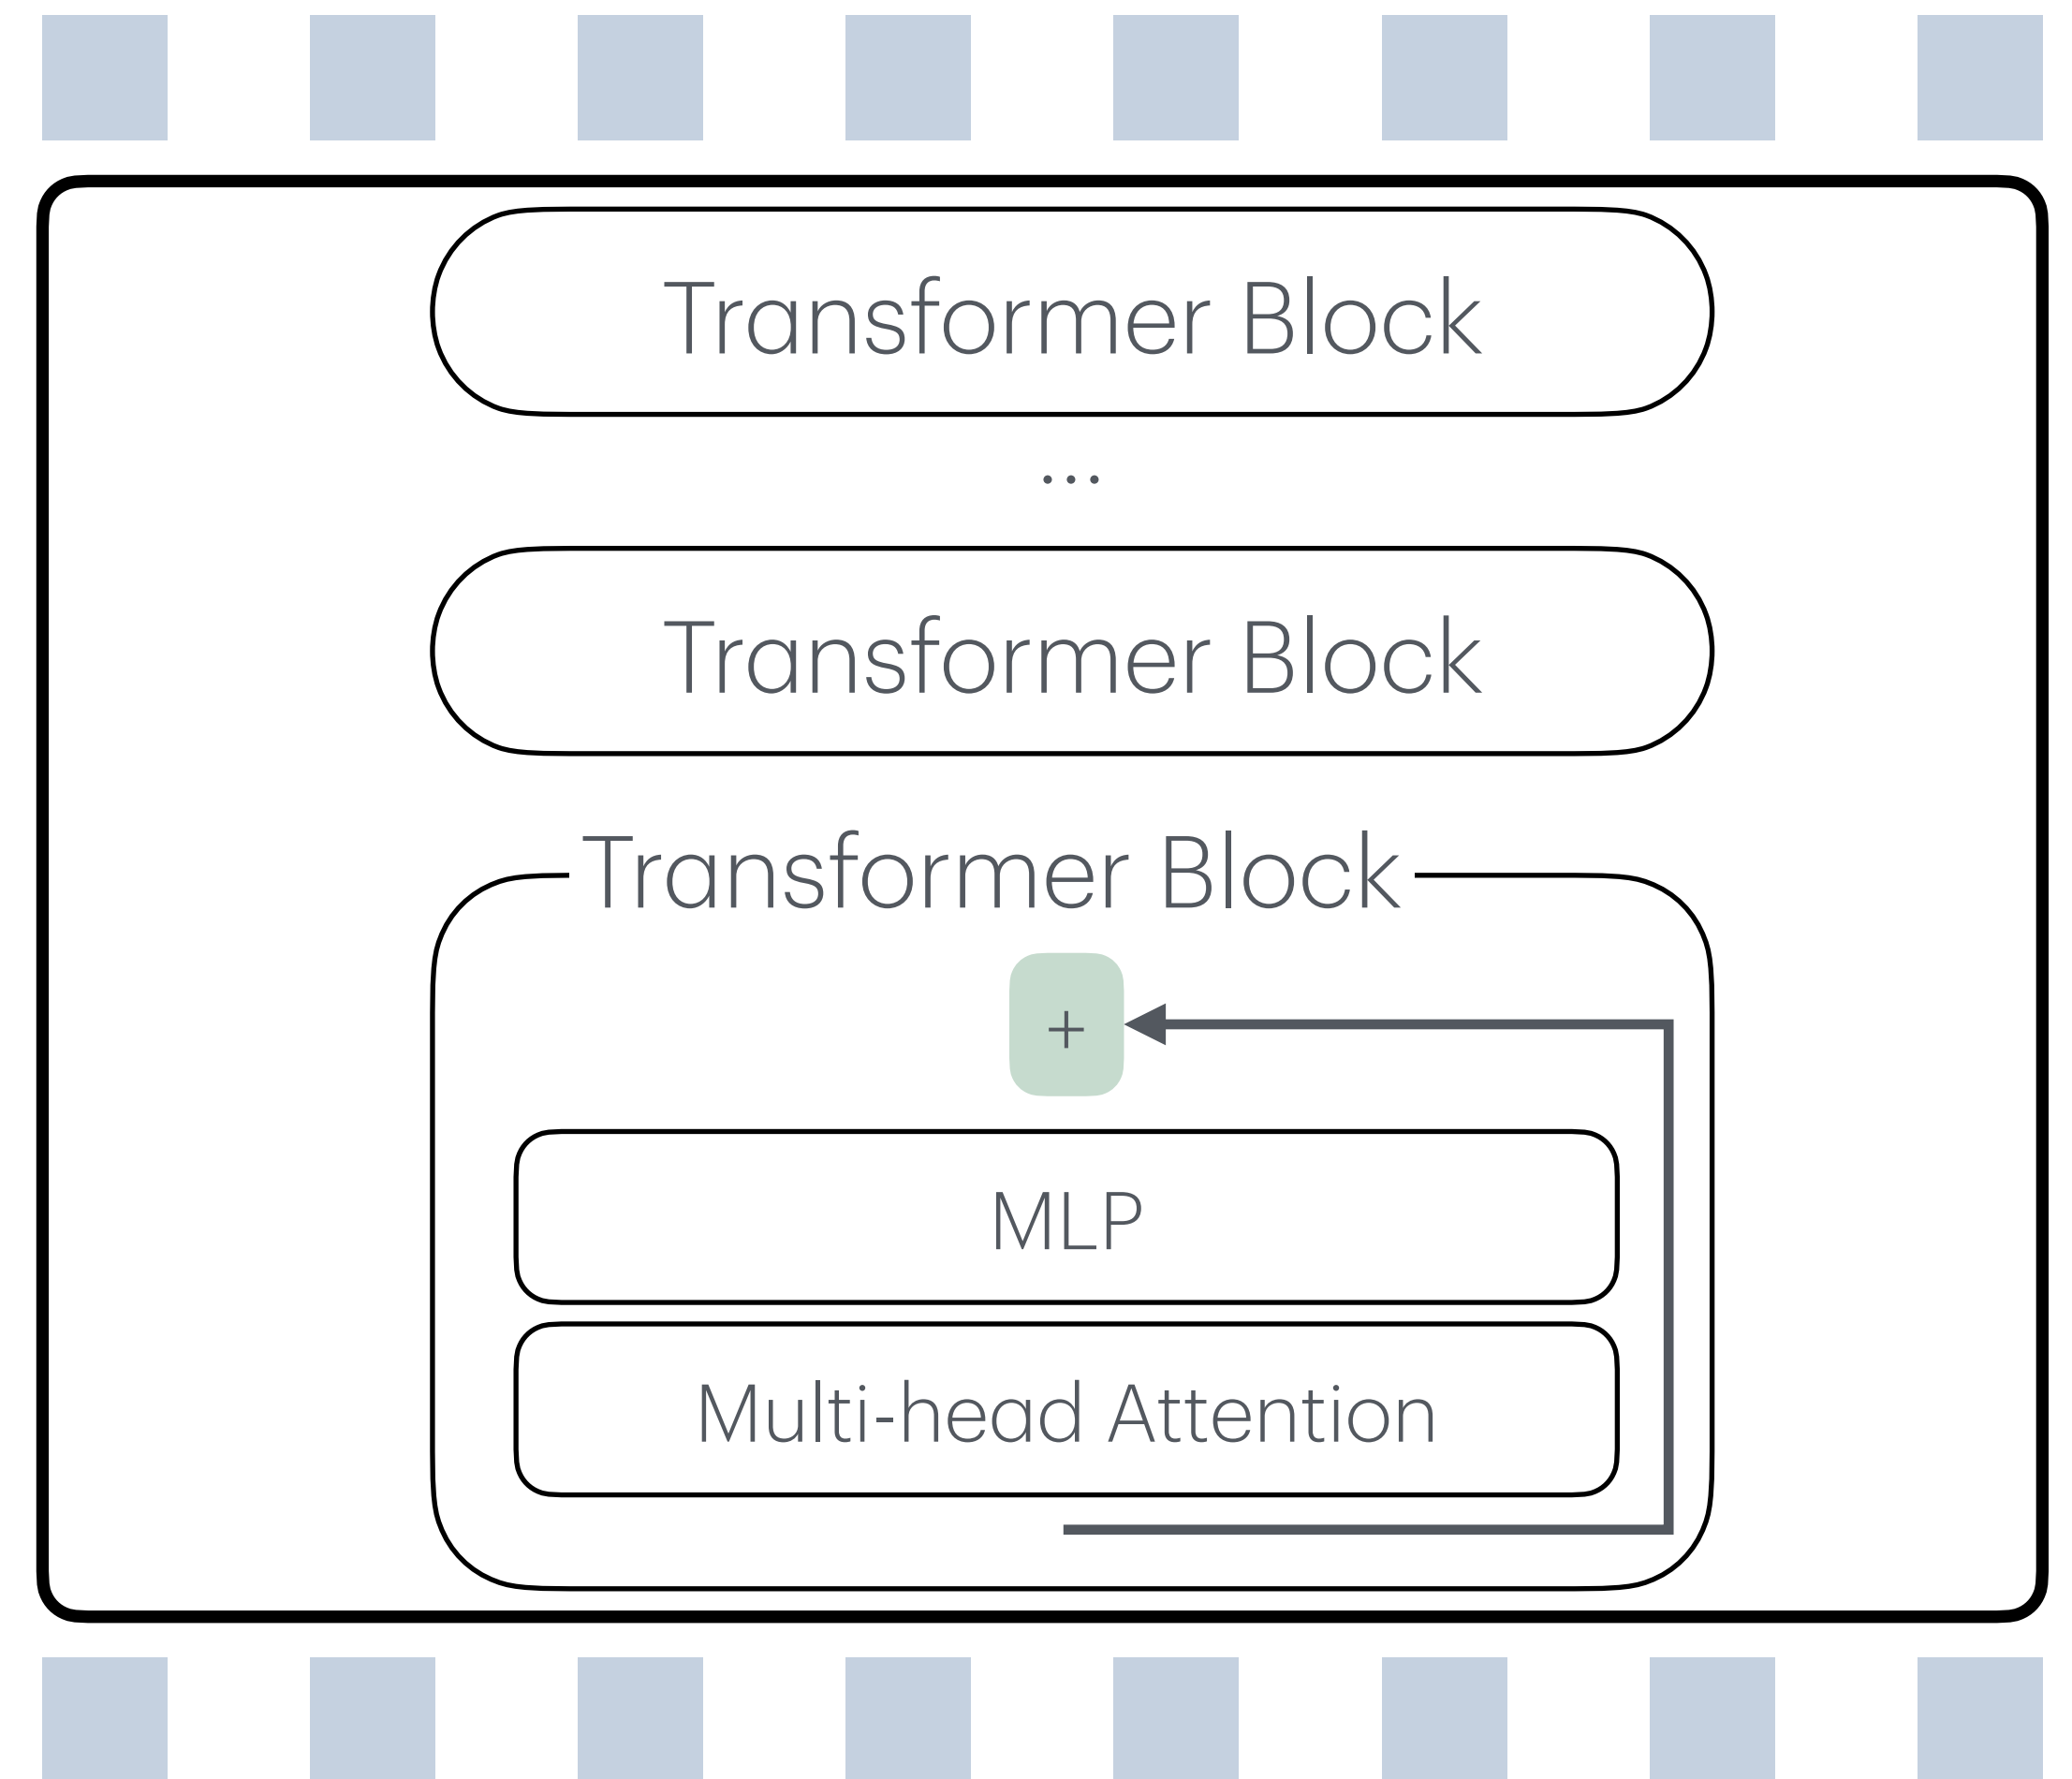 Transformer Block
...
Transformer Block
Transformer Block
+
MLP
Multi-head Attention